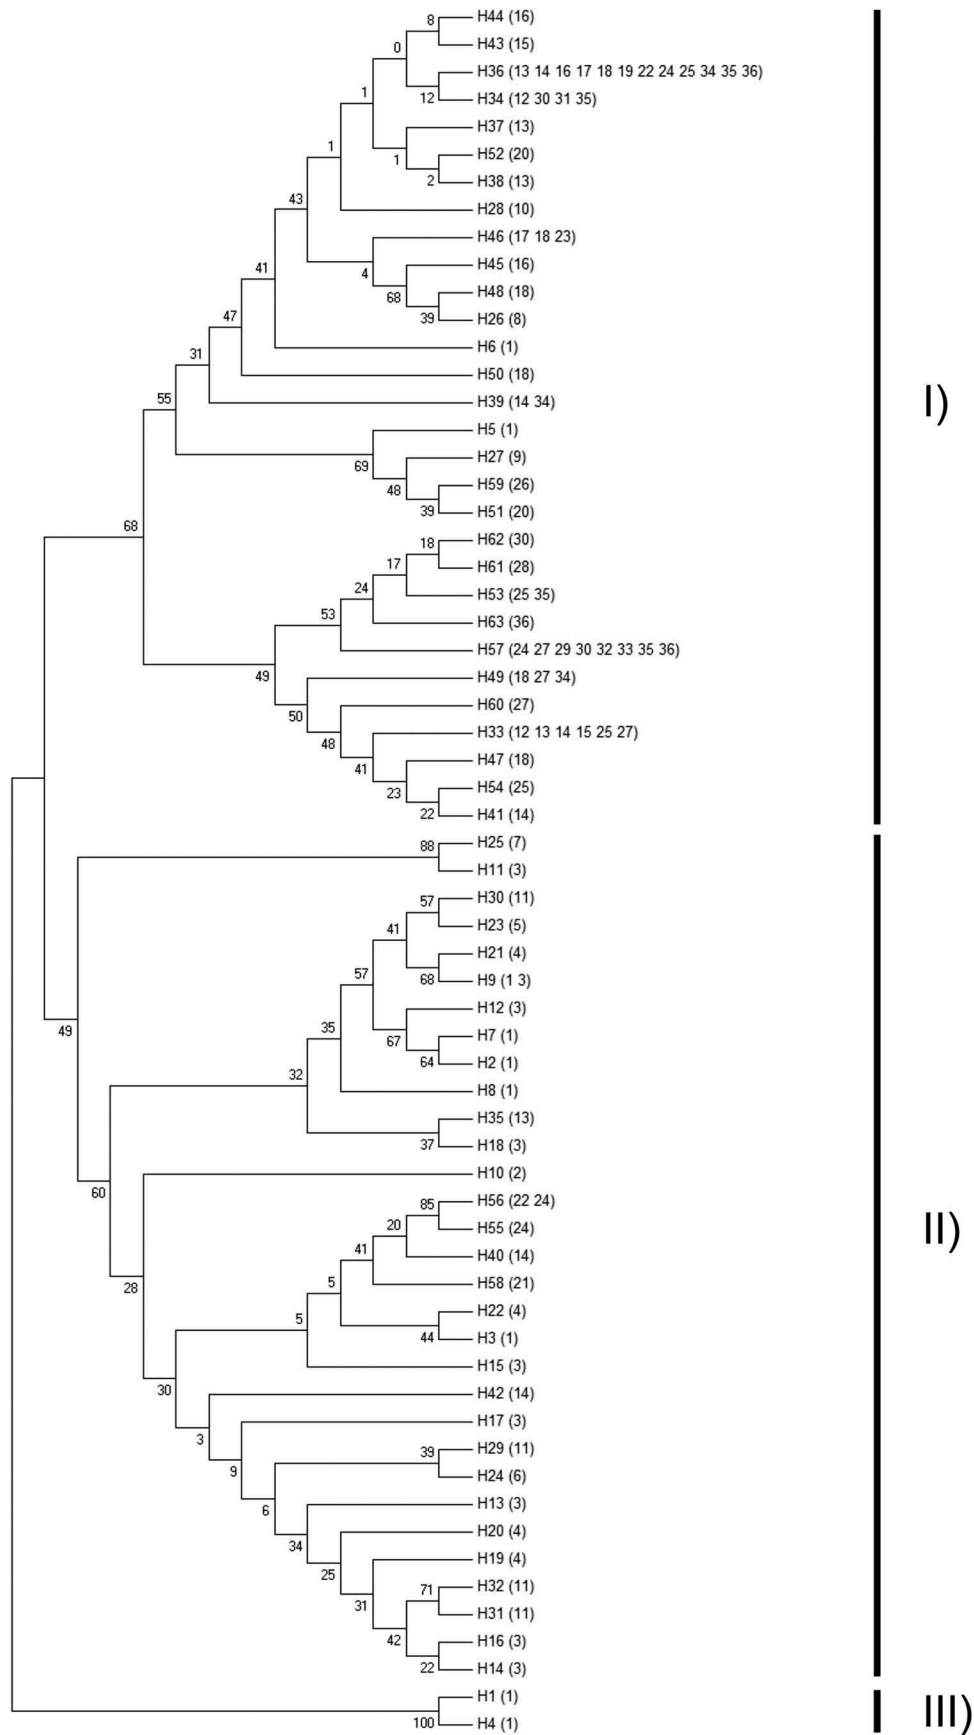 8 H44 (16)
0 H43 (15)
H36 (13 14 16 17 18 19 22 24 25 34 35 36)
1 12 H34 (12 30 31 35)
H37 (13)
1 1 H52 (20)
2 H38 (13)
43 H28 (10)
H46 (17 18 23)
41 4 H45 (16)
68 H48 (18)
47 39 H26 (8)
31 H6 (1)
H50 (18)
55 H39 (14 34)
I)
H5 (1)
69 H27 (9)
48 H59 (26)
39 H51 (20)
68 18 H62 (30)
17 H61 (28)
24 H53 (25 35)
53 H63 (36)
H57 (24 27 29 30 32 33 35 36)
49 H49 (18 27 34)
50 H60 (27)
48 H33 (12 13 14 15 25 27)
41 H47 (18)
23 H54 (25)
22 H41 (14)
88 H25 (7)
H11 (3)
57 H30 (11)
41 H23 (5)
H21 (4)
57 68 H9 (1 3)
H12 (3)
35 67 H7 (1)
49 64 H2 (1)
32 H8 (1)
H35 (13)
37 H18 (3)
60 H10 (2)
85 H56 (22 24)
20 H55 (24)
II)
41 H40 (14)
28 5 H58 (21)
5 H22 (4)
44 H3 (1)
H15 (3)
30 H42 (14)
3 H17 (3)
39 H29 (11)
9 H24 (6)
6 H13 (3)
34 H20 (4)
25 H19 (4)
31 71 H32 (11)
H31 (11)
42 H16 (3)
22 H14 (3)
H1 (1)
III)
100 H4 (1)